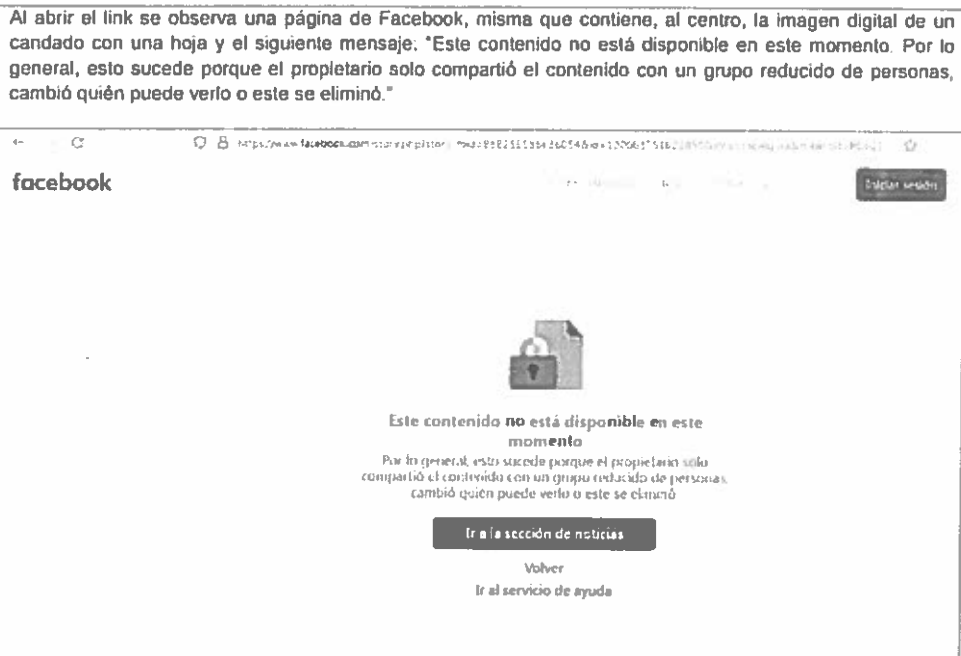 Al abrir el link se observa una página de Facebook, misma que contiene, al centro, la imagen digital de un
candado con una hoja y el siguiente mensaje: "Este contenido no está disponible en este momento. Por lo
general, esto sucede porque el propietario solo compartió el contenido con un grupo reducido de personas,
cambió quién puede verlo o este se eliminó."
facebook
Iniciar sesión
Este contenido no está disponible en este
momento
Por lo general, esto sucede porque el propietario solo
compartió el contenido con un grupo reducido de personas,
cambió quién puede verlo o este se eliminó
Ir a la sección de noticias
Volver
Ir al servicio de ayuda